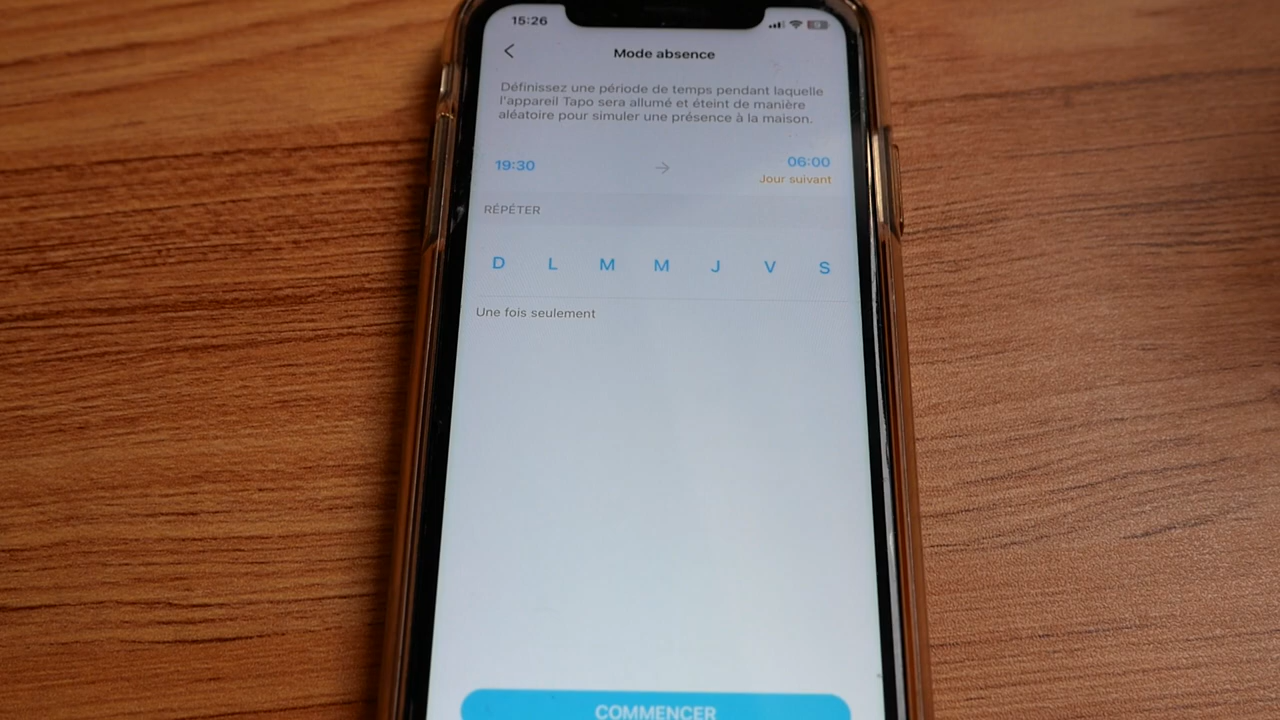 15:26
Mode absence
Définissez une période de temps pendant laquelle
l'appareil Tapo sera allumé et éteint de manière
aléatoire pour simuler une présence à la maison.
19:30 → 06:00
Jour suivant
RÉPÉTER
D L M M J V S
Une fois seulement
COMMENCER